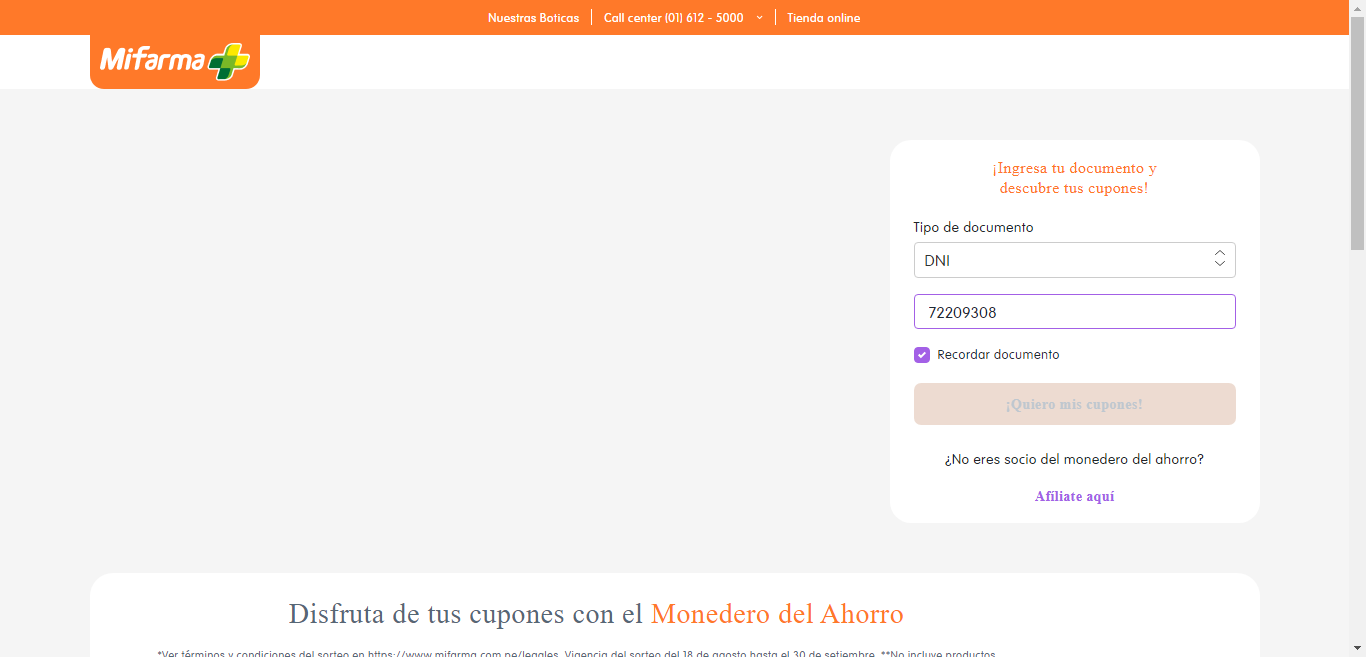 Nuestras Boticas Call center (01) 612 - 5000 Tienda online
Mifarma
¡Ingresa tu documento y
descubre tus cupones!
Tipo de documento
DNI
72209308
Recordar documento
¡Quiero mis cupones!
¿No eres socio del monedero del ahorro?
Afíliate aquí
Disfruta de tus cupones con el Monedero del Ahorro
*Ver términos y condiciones del sorteo en https://www.mifarma.com.pe/legales. Vigencia del sorteo del 18 de agosto hasta el 30 de setiembre. **No incluye productos